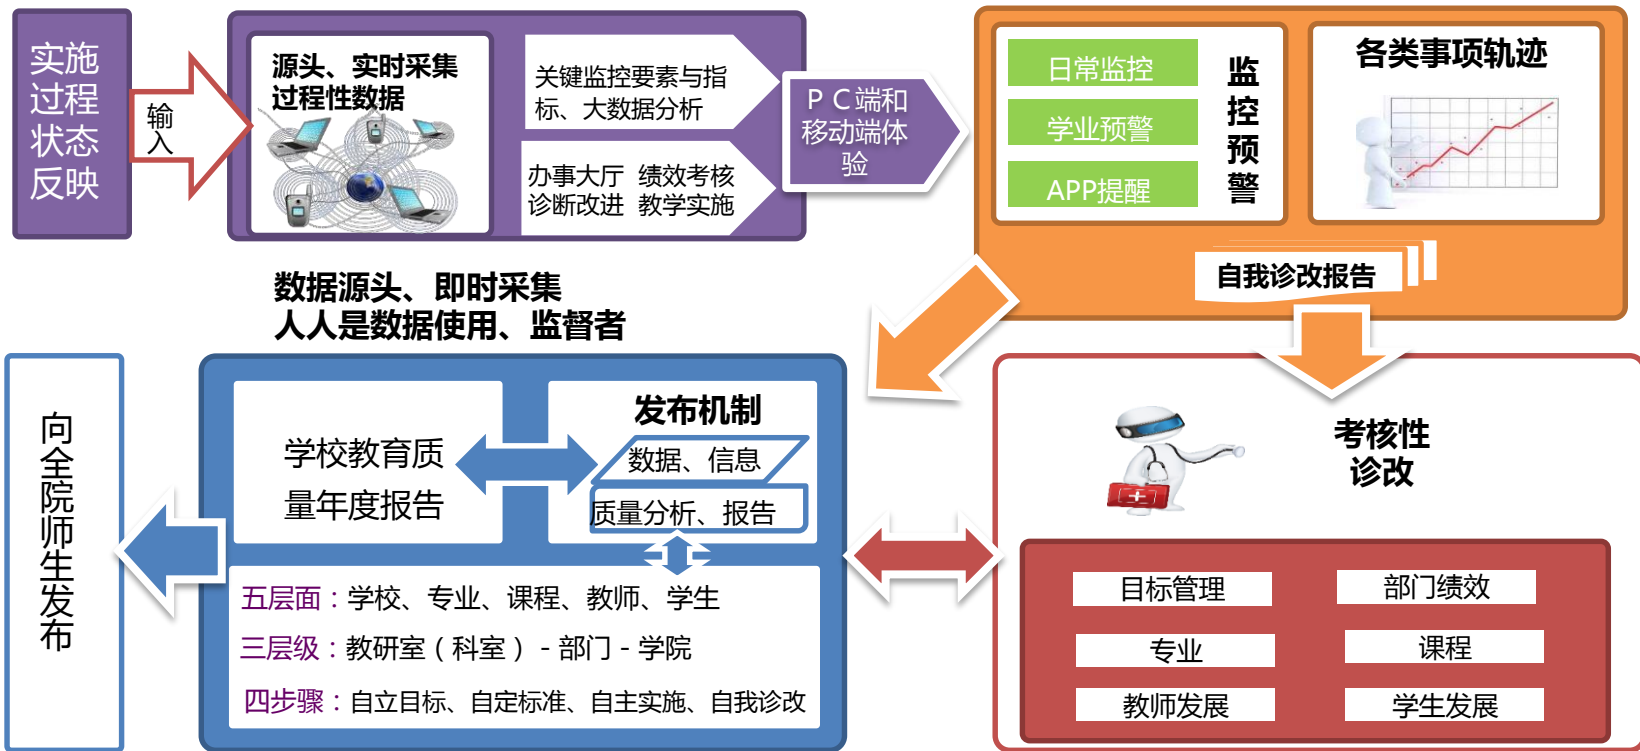 实施
过程
状态
反映
输
入
源头、实时采集
过程性数据
关键监控要素与指
标、大数据分析
办事大厅 绩效考核
诊断改进 教学实施
ＰＣ端和
移动端体
验
日常监控
学业预警
APP提醒
监
控
预
警
各类事项轨迹
自我诊改报告
数据源头、即时采集
人人是数据使用、监督者
向
全
院
师
生
发
布
学校教育质
量年度报告
发布机制
数据、信息
质量分析、报告
五层面：学校、专业、课程、教师、学生
三层级：教研室（科室）-部门-学院
四步骤：自立目标、自定标准、自主实施、自我诊改
考核性
诊改
目标管理
部门绩效
专业
课程
教师发展
学生发展